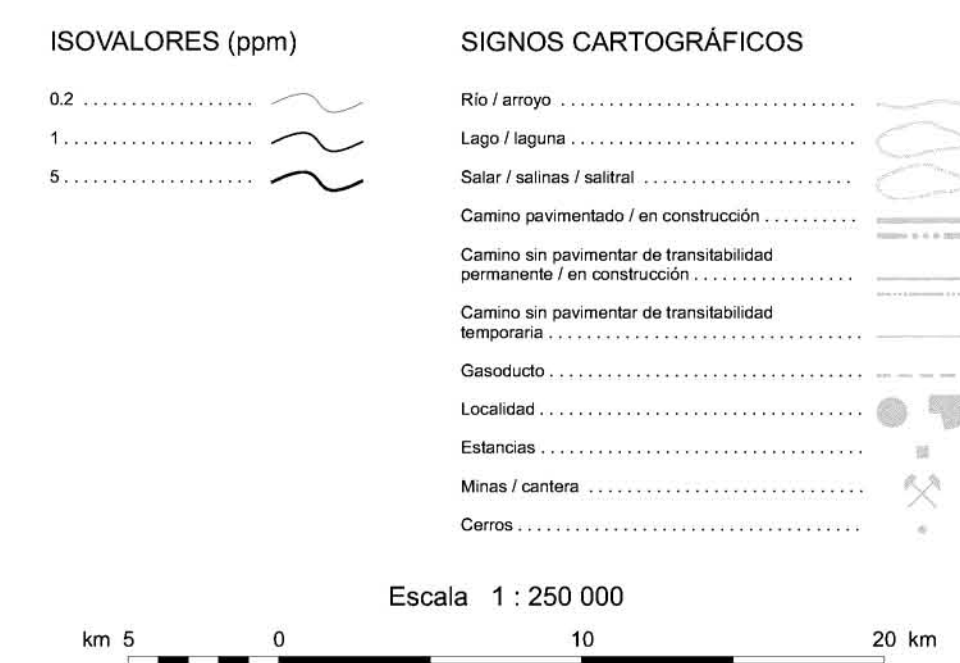 ISOVALORES (ppm)
0.2 ..................
1 ....................
5 ....................
SIGNOS CARTOGRÁFICOS
Río / arroyo ..............................
Lago / laguna .............................
Salar / salinas / salitral ......................
Camino pavimentado / en construcción ..........
Camino sin pavimentar de transitabilidad
permanente / en construcción .................
Camino sin pavimentar de transitabilidad
temporaria .................................
Gasoducto .................................
Localidad ..................................
Estancias ..................................
Minas / cantera .............................
Cerros ....................................
Escala 1 : 250 000
km 5 0 10 20 km